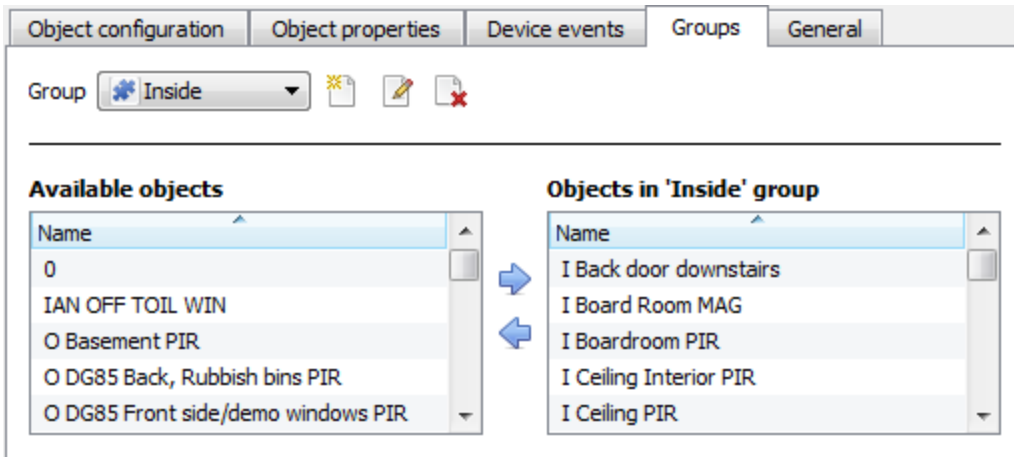 Object configuration Object properties Device events Groups General
Group Inside
Available objects
Name
0
IAN OFF TOIL WIN
O Basement PIR
O DG85 Back, Rubbish bins PIR
O DG85 Front side/demo windows PIR
Objects in 'Inside' group
Name
I Back door downstairs
I Board Room MAG
I Boardroom PIR
I Ceiling Interior PIR
I Ceiling PIR